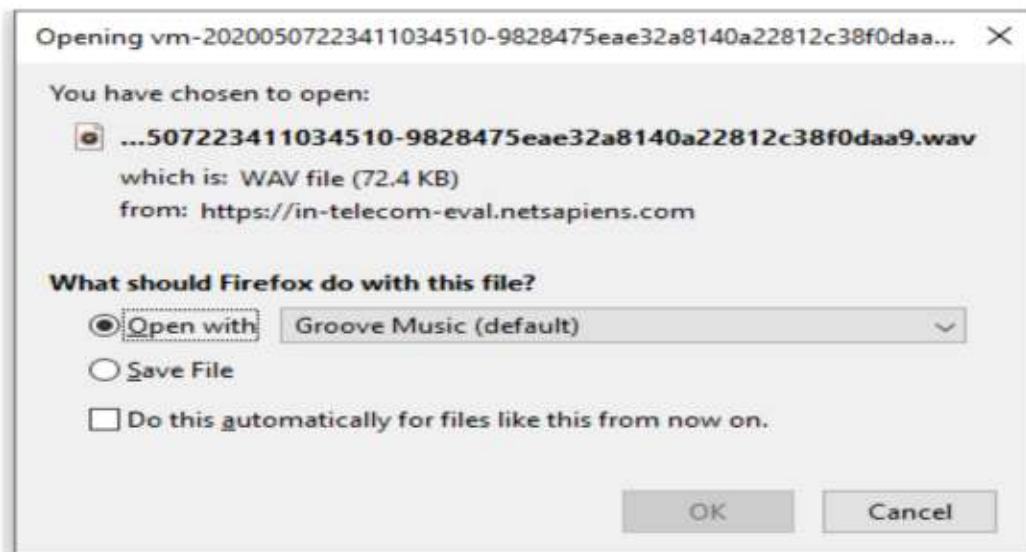 Opening vm-20200507223411034510-9828475eae32a8140a22812c38f0daa...
You have chosen to open:
...507223411034510-9828475eae32a8140a22812c38f0daa9.wav
which is: WAV file (72.4 KB)
from: https://in-telecom-eval.netsapiens.com
What should Firefox do with this file?
Open with Groove Music (default)
Save File
Do this automatically for files like this from now on.
OK Cancel